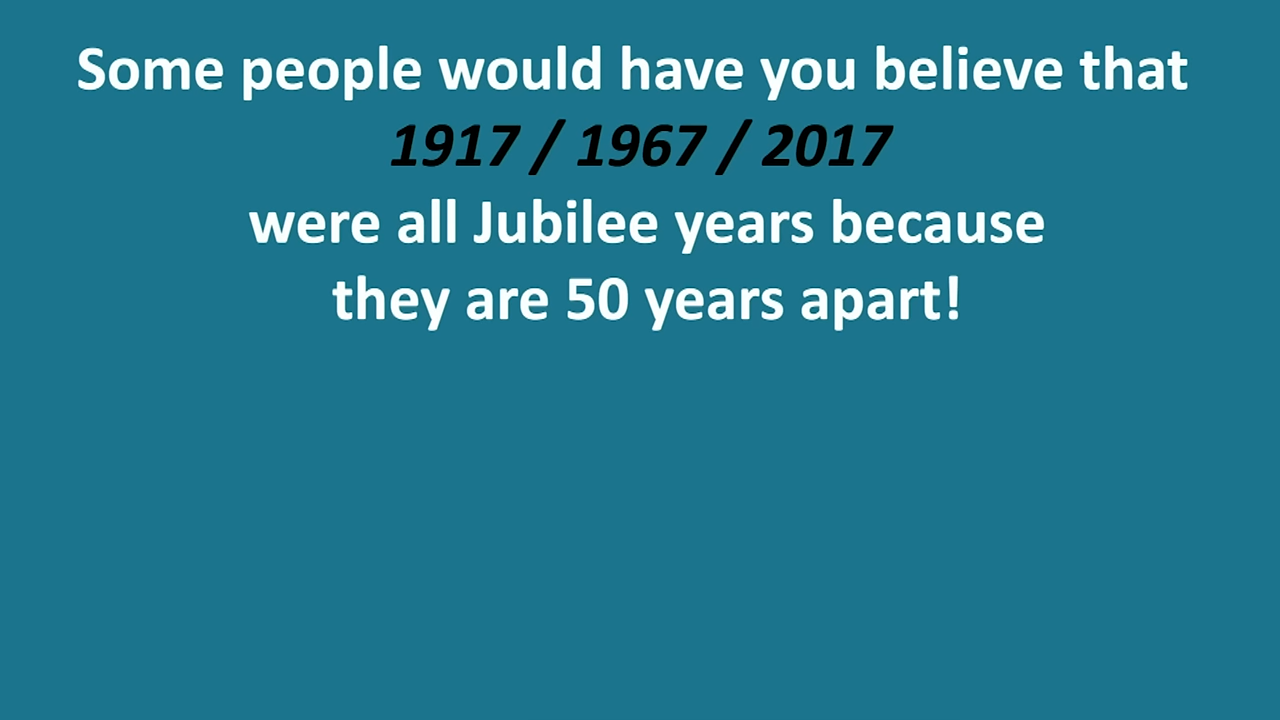 Some people would have you believe that
1917 / 1967 / 2017
were all Jubilee years because
they are 50 years apart!